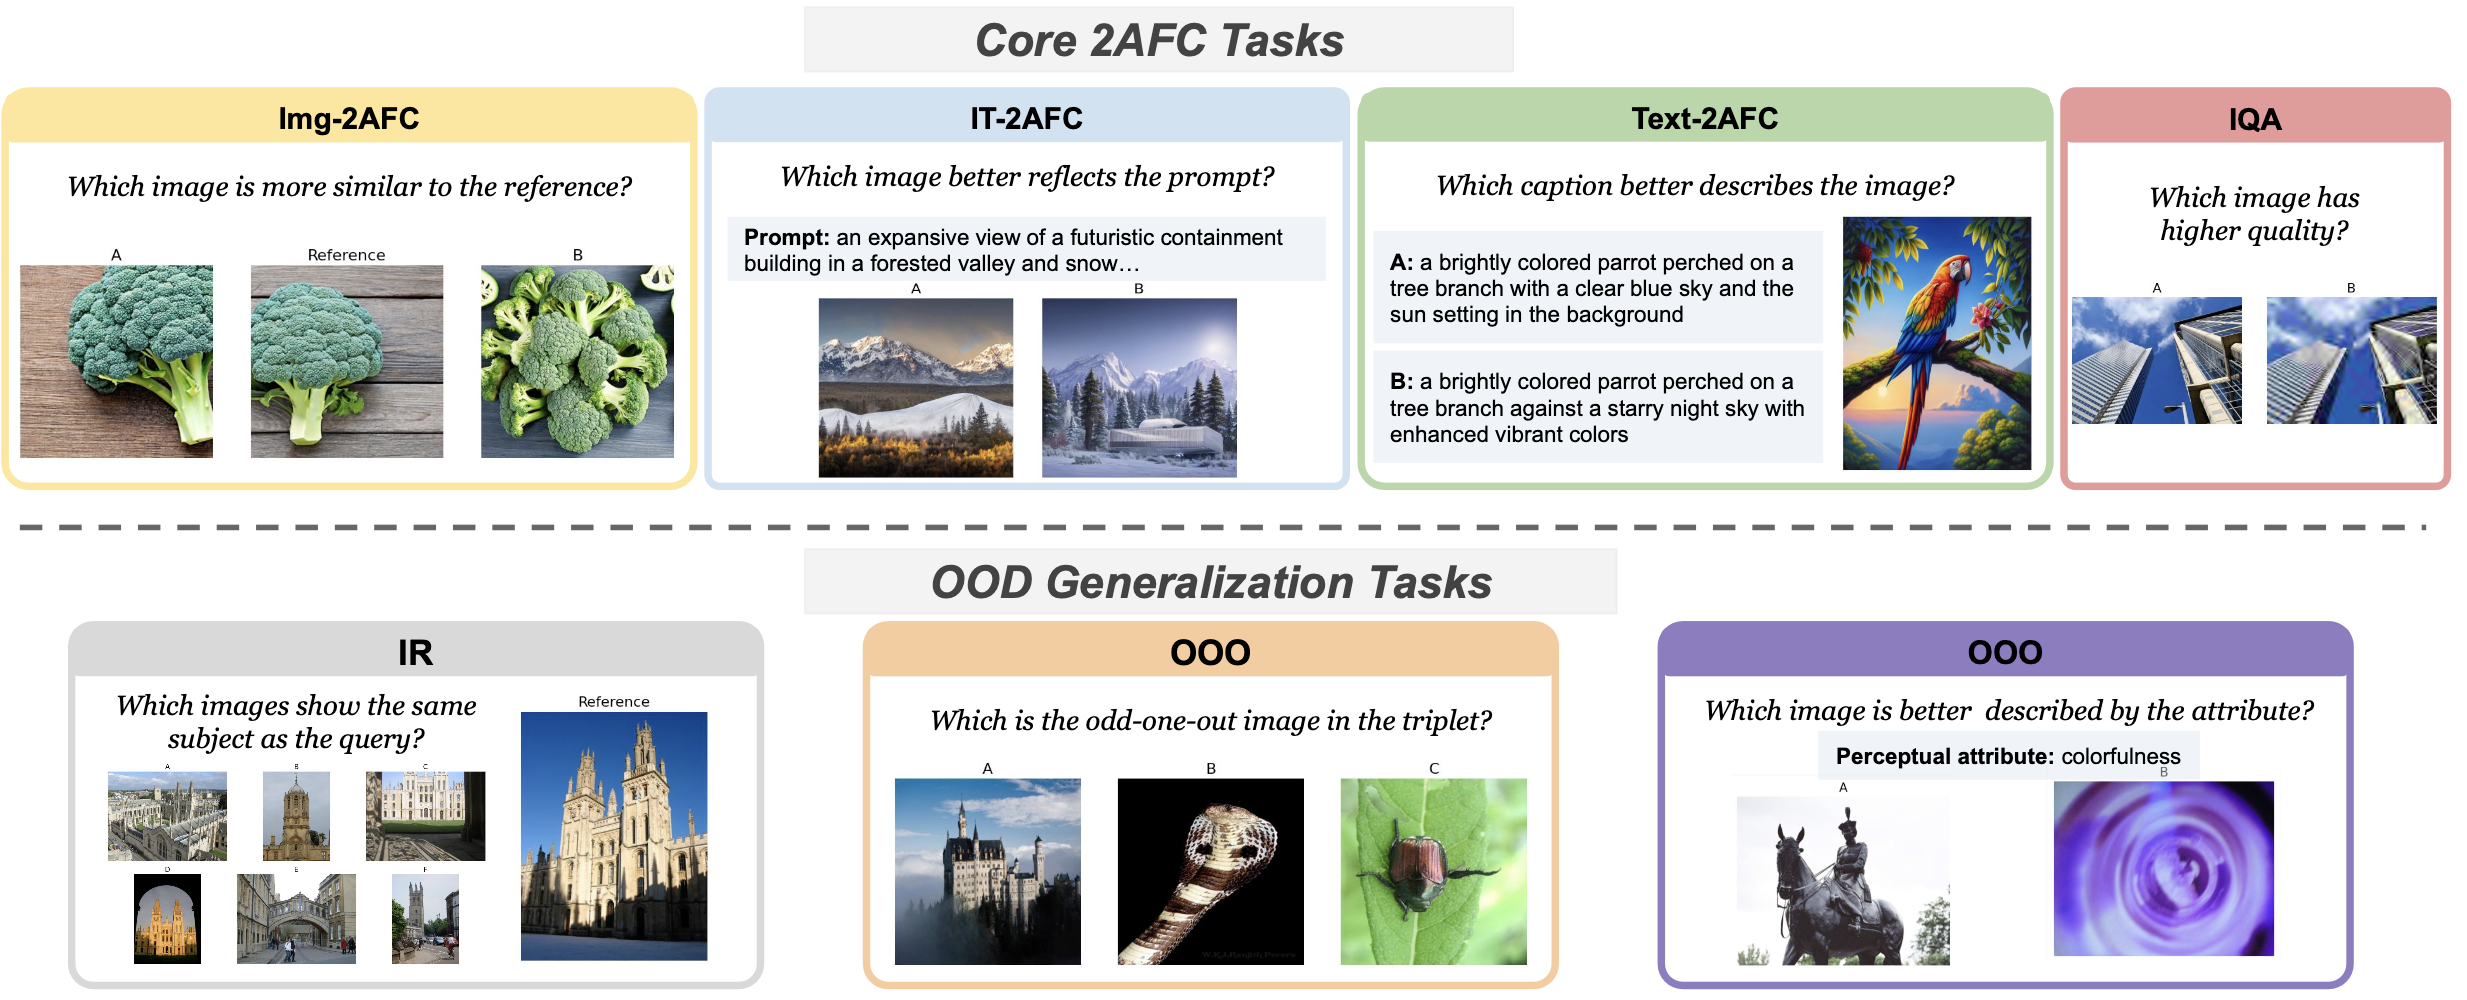 Core 2AFC Tasks
Img-2AFC
Which image is more similar to the reference?
A
Reference
B
IT-2AFC
Which image better reflects the prompt?
Prompt: an expansive view of a futuristic containment
building in a forested valley and snow...
A
B
Text-2AFC
Which caption better describes the image?
A: a brightly colored parrot perched on a
tree branch with a clear blue sky and the
sun setting in the background
B: a brightly colored parrot perched on a
tree branch against a starry night sky with
enhanced vibrant colors
IQA
Which image has
higher quality?
A
B
OOD Generalization Tasks
IR
Which images show the same
subject as the query?
Reference
A
B
C
D
E
F
OOO
Which is the odd-one-out image in the triplet?
A
B
C
OOO
Which image is better  described by the attribute?
Perceptual attribute: colorfulness
A
B